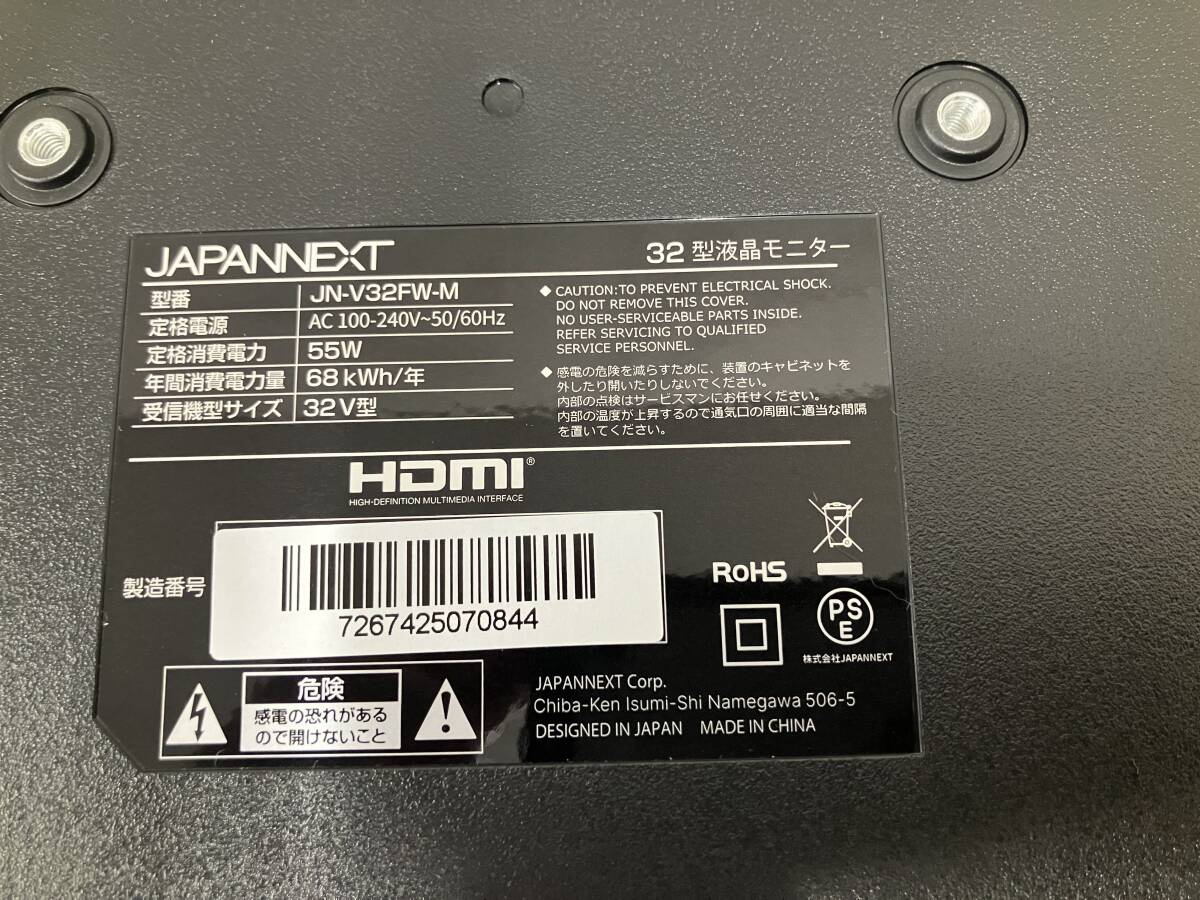 JAPANNEXT
32 型液晶モニター
型番 JN-V32FW-M
定格電源 AC 100-240V~50/60Hz
定格消費電力 55W
年間消費電力量 68 kWh/年
受信機型サイズ 32V型
◆ CAUTION:TO PREVENT ELECTRICAL SHOCK.
DO NOT REMOVE THIS COVER.
NO USER-SERVICEABLE PARTS INSIDE.
REFER SERVICING TO QUALIFIED
SERVICE PERSONNEL.
◆ 感電の危険を減らすために、装置のキャビネットを
外したり開いたりしないでください。
内部の点検はサービスマンにお任せください。
内部の温度が上昇するので通気口の周囲に適当な間隔
を置いてください。
HDMI®
HIGH-DEFINITION MULTIMEDIA INTERFACE
製造番号
7267425070844
RoHS
PS
E
株式会社JAPANNEXT
危険
感電の恐れがある
ので開けないこと
JAPANNEXT Corp.
Chiba-Ken Isumi-Shi Namegawa 506-5
DESIGNED IN JAPAN MADE IN CHINA